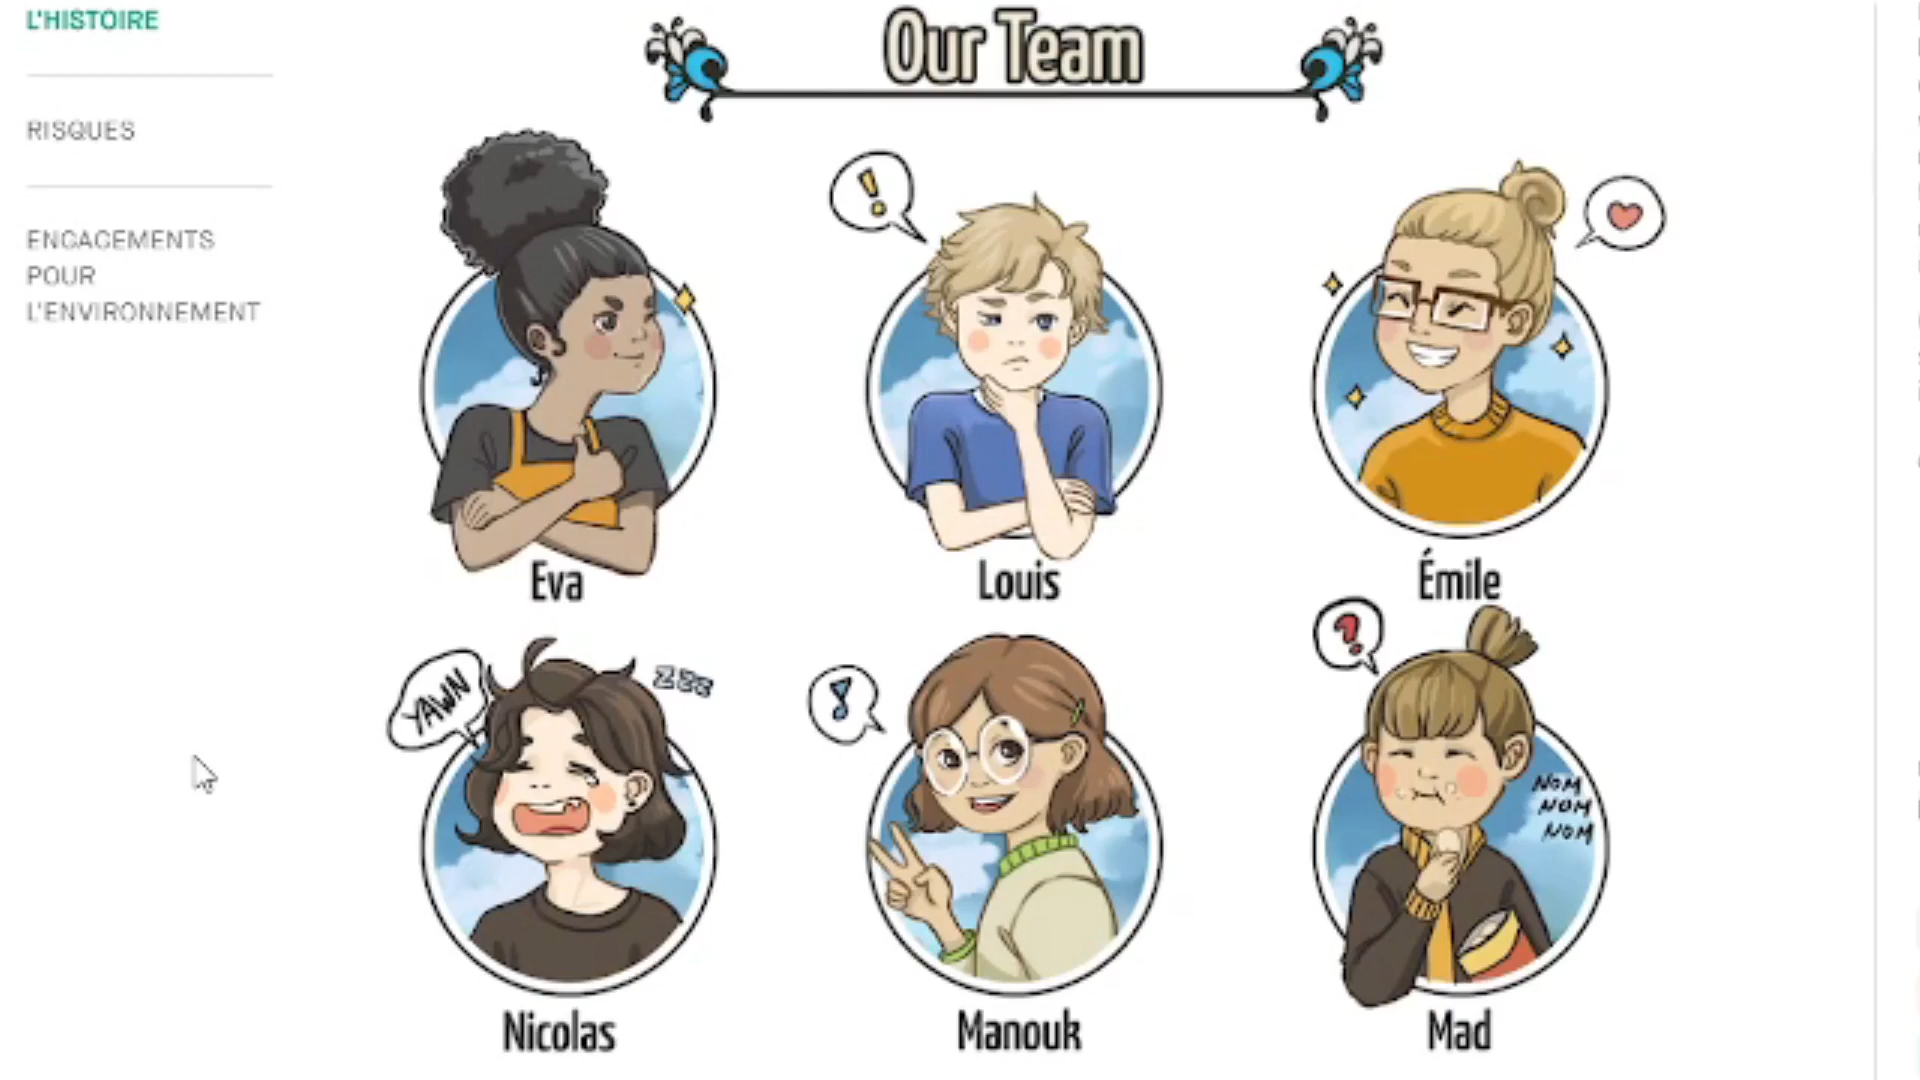 L'HISTOIRE
RISQUES
ENGAGEMENTS
POUR
L'ENVIRONNEMENT
Our Team
!
Eva
Louis
Émile
YAWN
zzz
?
NOM
NOM
NOM
Nicolas
Manouk
Mad